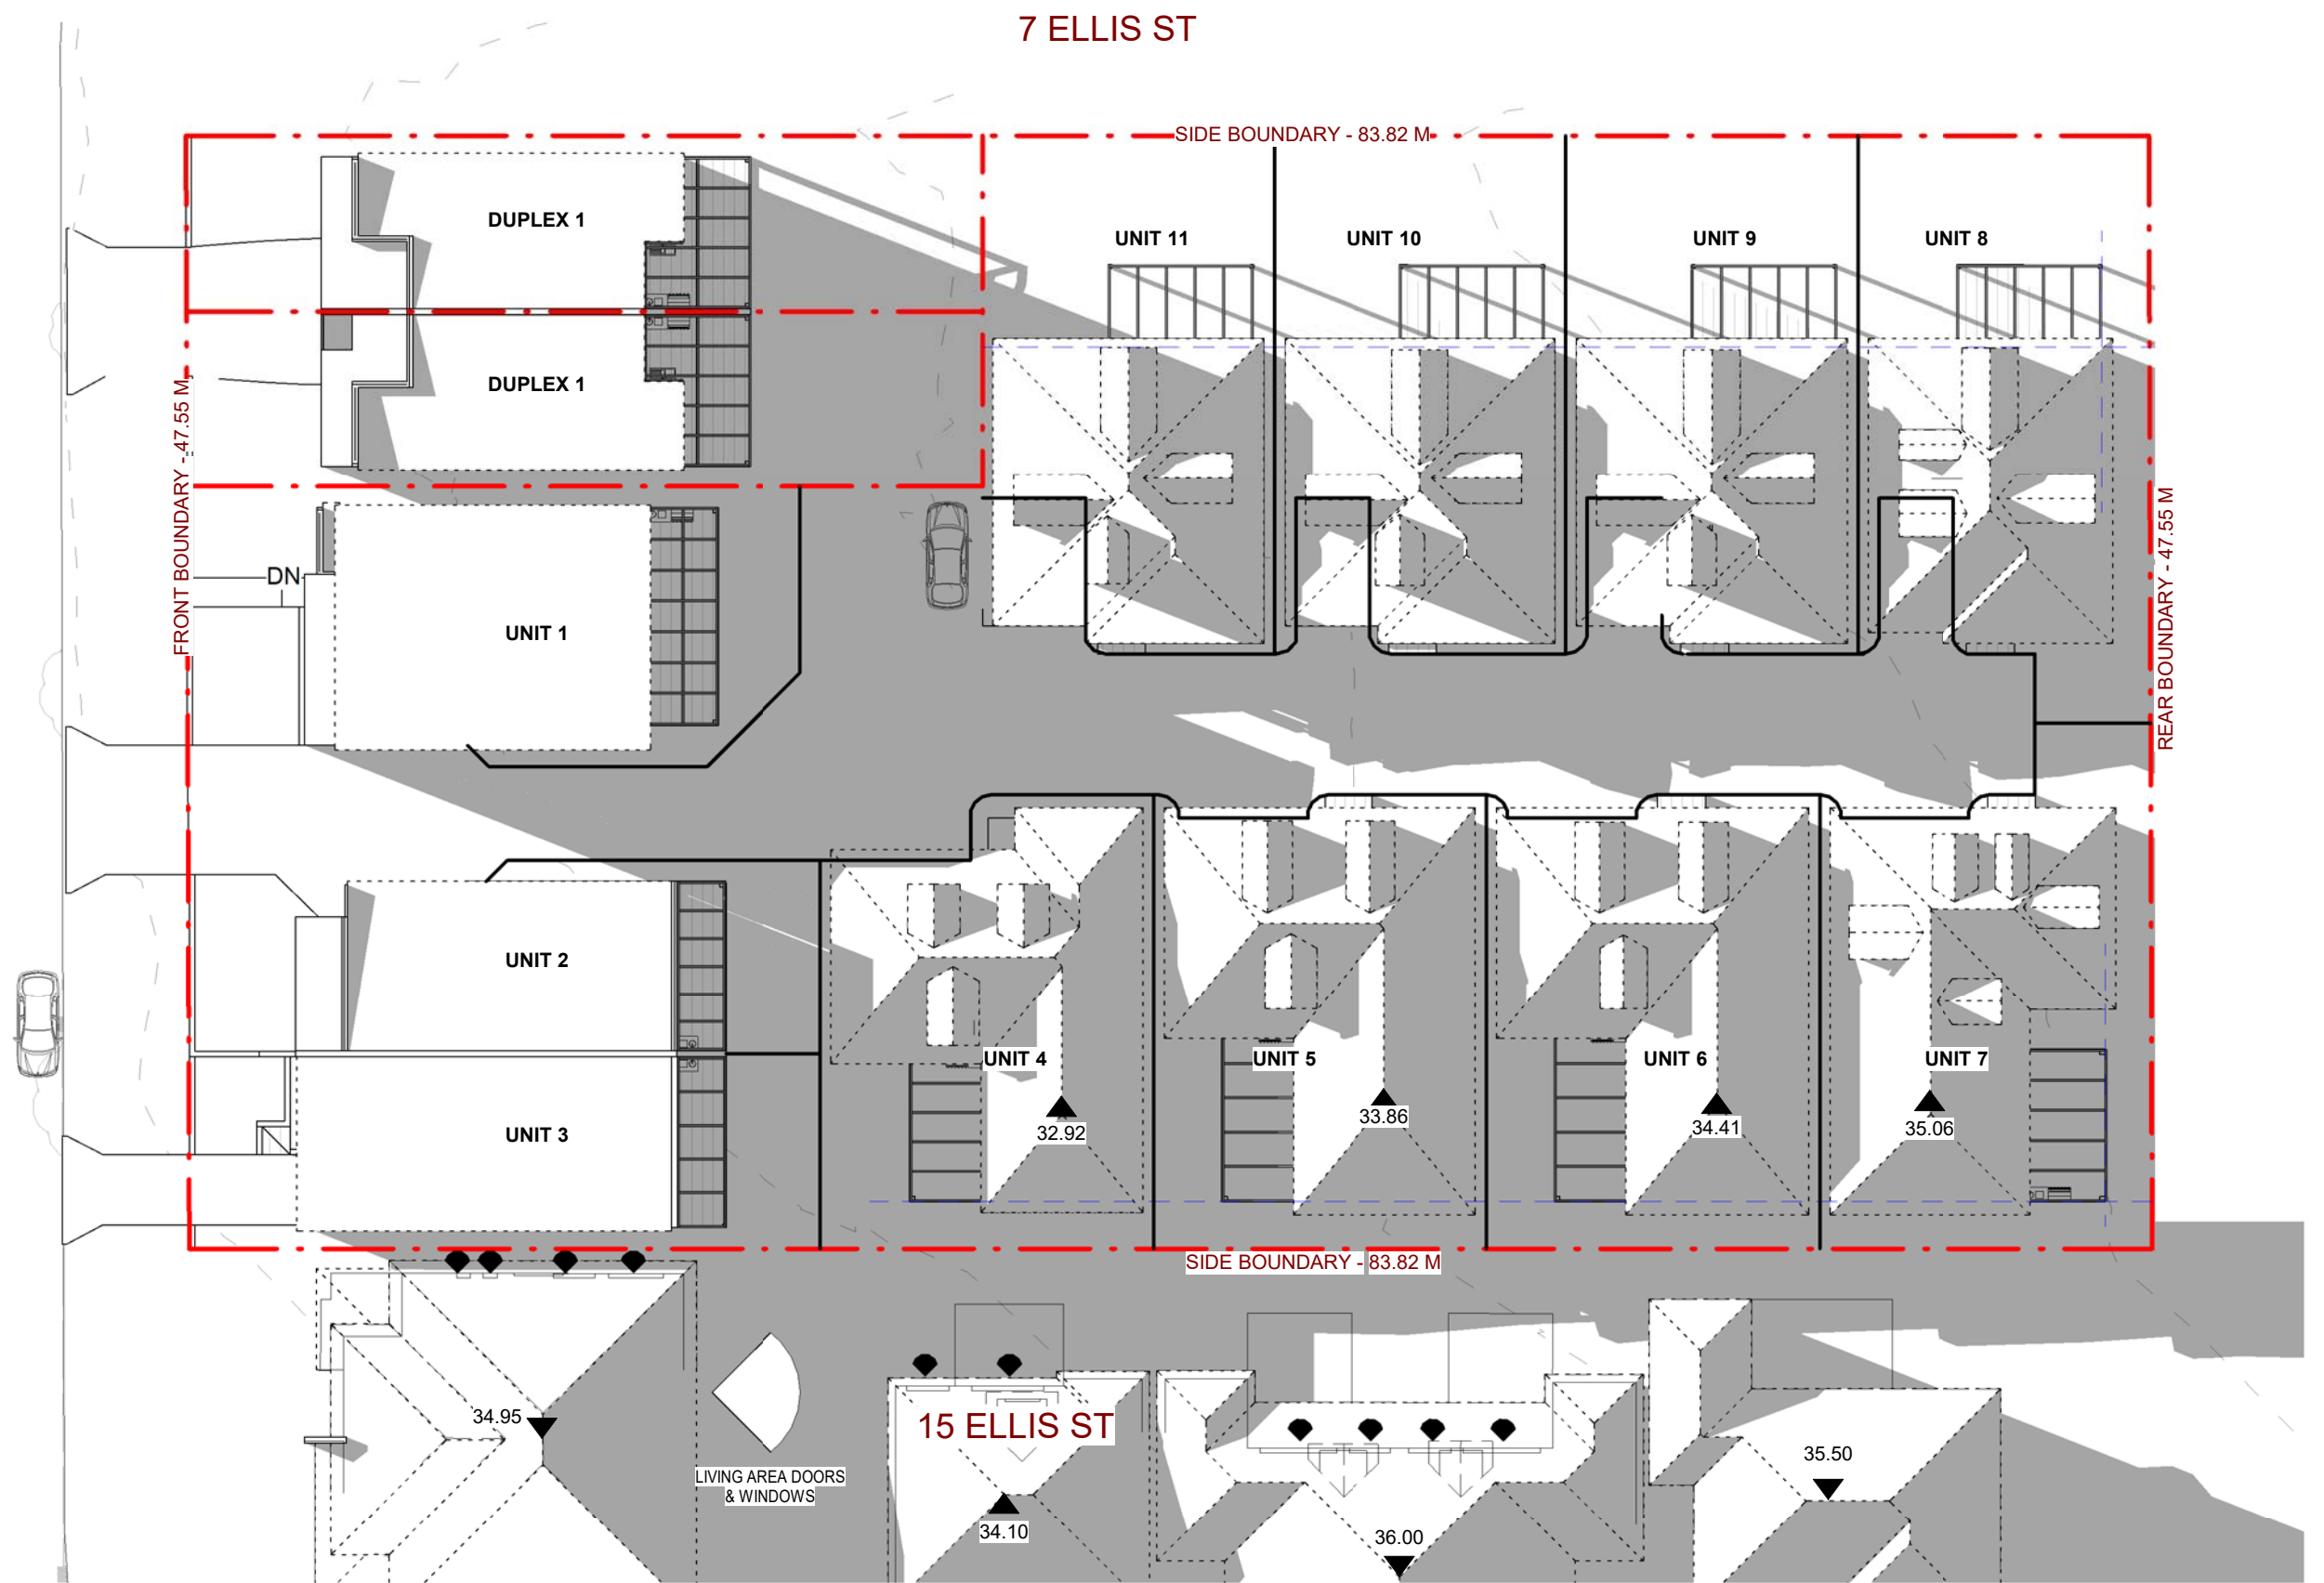 7 ELLIS ST
SIDE BOUNDARY - 83.82 M
DUPLEX 1
UNIT 11
UNIT 10
UNIT 9
UNIT 8
DUPLEX 1
FRONT BOUNDARY - 47.55 M
REAR BOUNDARY - 47.55 M
DN
UNIT 1
UNIT 2
UNIT 3
UNIT 4
UNIT 5
UNIT 6
UNIT 7
32.92
33.86
34.41
35.06
SIDE BOUNDARY - 83.82 M
34.95
15 ELLIS ST
LIVING AREA DOORS
& WINDOWS
34.10
36.00
35.50